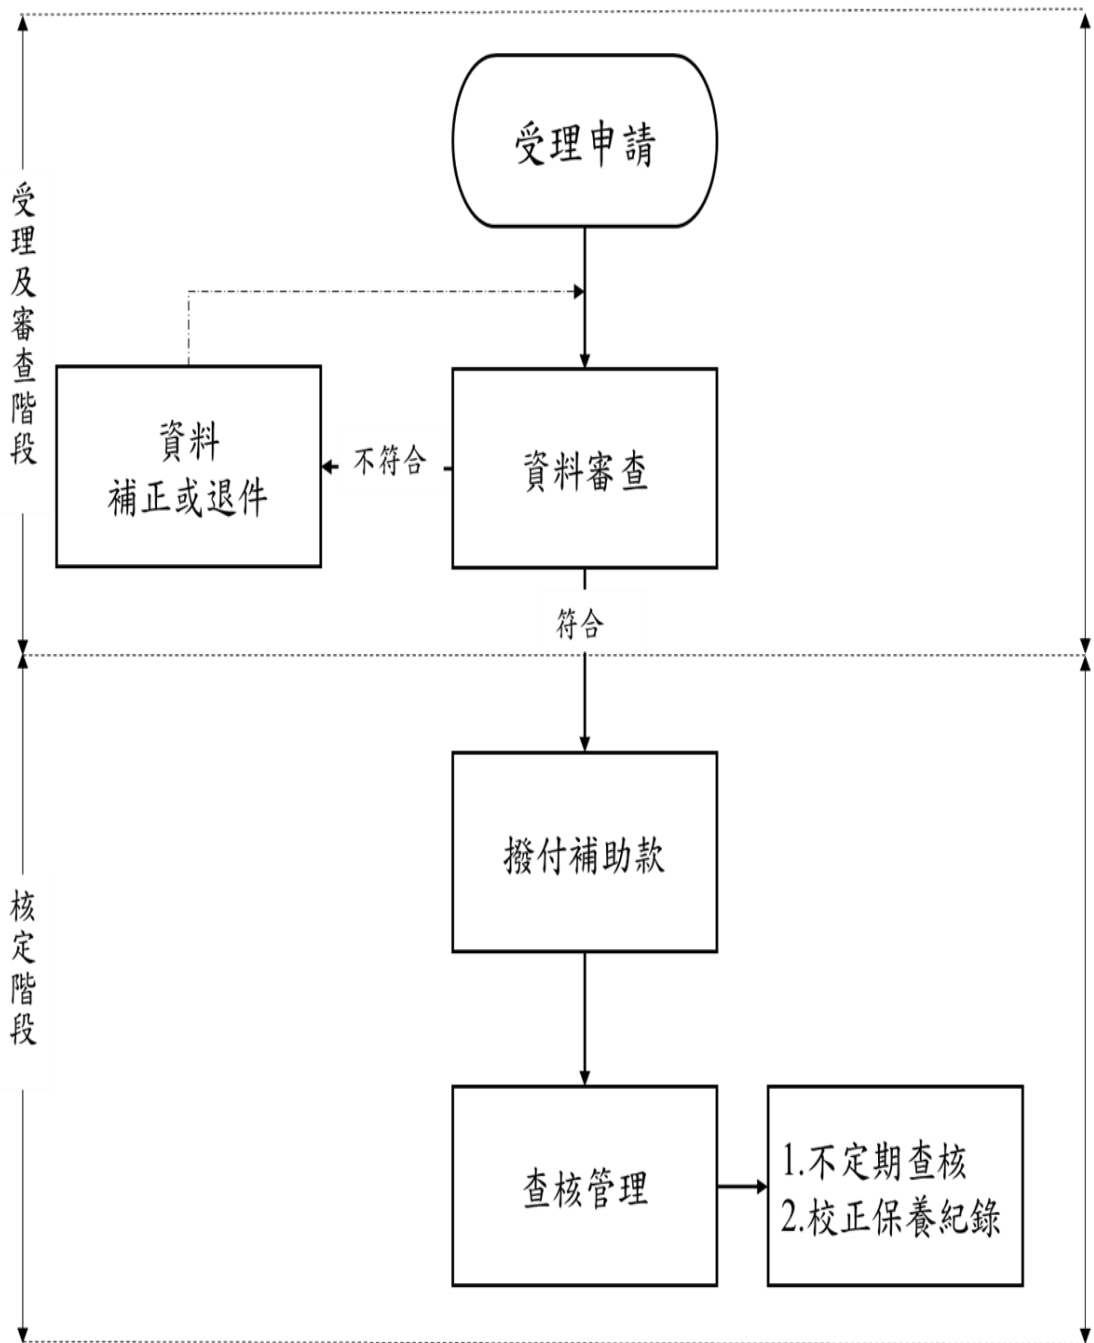 受理申請
受理及審查階段
資料
補正或退件
不符合
資料審查
符合
撥付補助款
核定階段
查核管理
1.不定期查核
2.校正保養紀錄